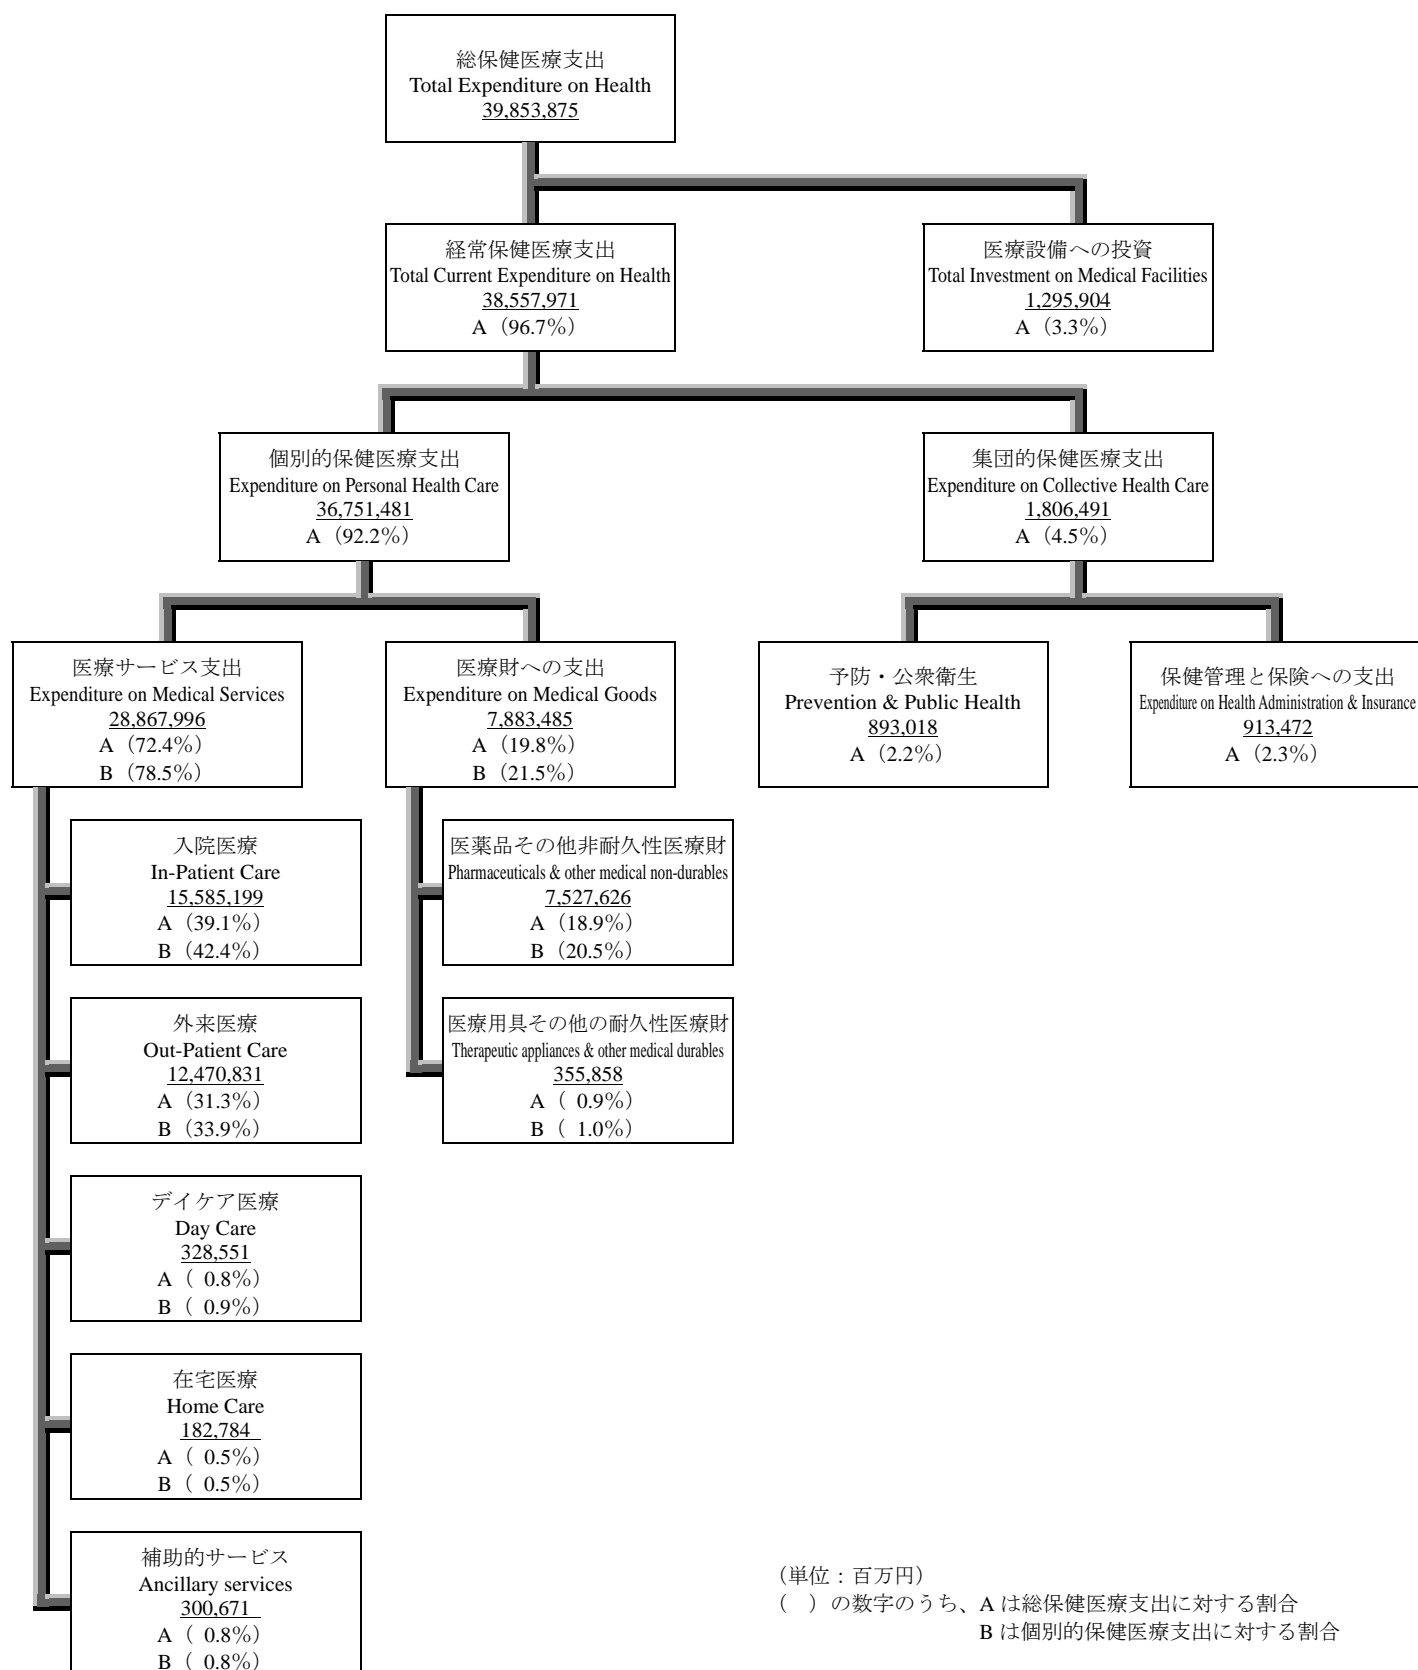 総保健医療支出
Total Expenditure on Health
39,853,875
経常保健医療支出
Total Current Expenditure on Health
38,557,971
A（96.7％）
医療設備への投資
Total Investment on Medical Facilities
1,295,904
A（3.3％）
個別的保健医療支出
Expenditure on Personal Health Care
36,751,481
A（92.2％）
集団的保健医療支出
Expenditure on Collective Health Care
1,806,491
A（4.5％）
医療サービス支出
Expenditure on Medical Services
28,867,996
A（72.4％）
B（78.5％）
医療財への支出
Expenditure on Medical Goods
7,883,485
A（19.8％）
B（21.5％）
予防・公衆衛生
Prevention & Public Health
893,018
A（2.2％）
保健管理と保険への支出
Expenditure on Health Administration & Insurance
913,472
A（2.3％）
入院医療
In-Patient Care
15,585,199
A（39.1％）
B（42.4％）
医薬品その他非耐久性医療財
Pharmaceuticals & other medical non-durables
7,527,626
A（18.9％）
B（20.5％）
外来医療
Out-Patient Care
12,470,831
A（31.3％）
B（33.9％）
医療用具その他の耐久性医療財
Therapeutic appliances & other medical durables
355,858
A（ 0.9％）
B（ 1.0％）
デイケア医療
Day Care
328,551
A（ 0.8％）
B（ 0.9％）
在宅医療
Home Care
182,784
A（ 0.5％）
B（ 0.5％）
補助的サービス
Ancillary services
300,671
A（ 0.8％）
B（ 0.8％）
（単位：百万円）
（　）の数字のうち、A は総保健医療支出に対する割合
B は個別的保健医療支出に対する割合